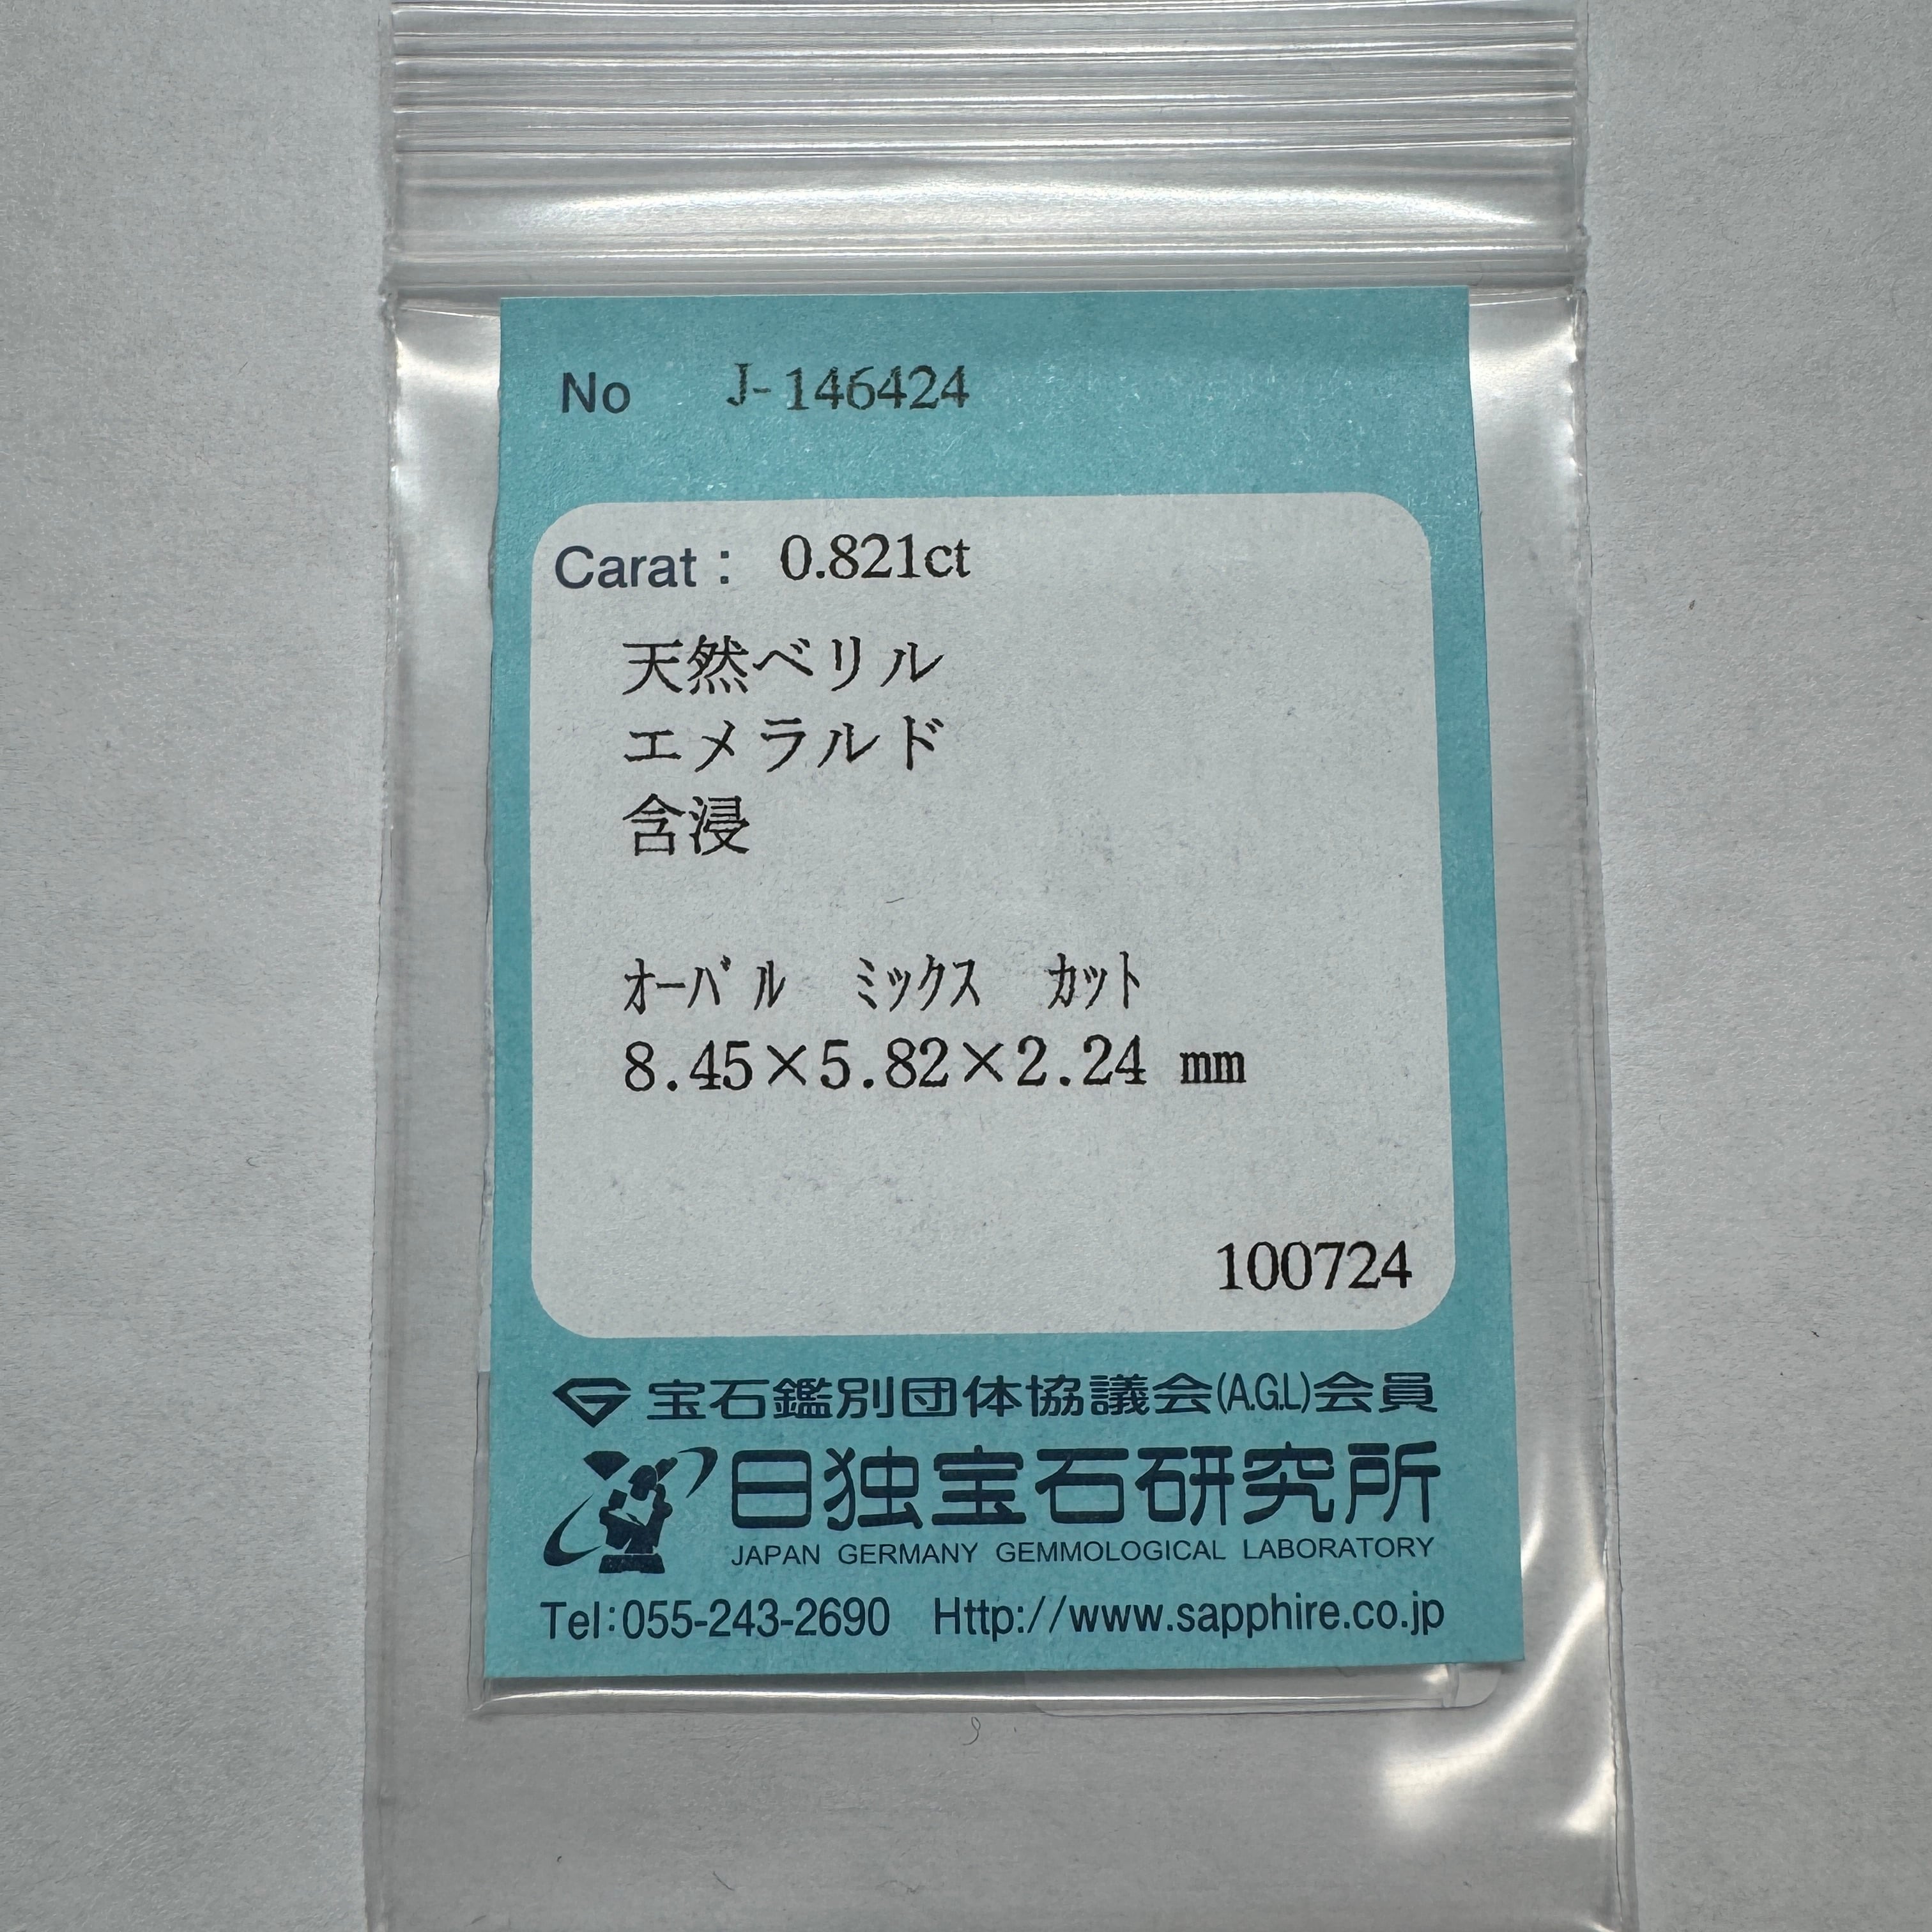 No J-146424
Carat : 0.821ct
天然ベリル
エメラルド
含浸
ｵｰﾊﾞﾙ ﾐｯｸｽ ｶｯﾄ
8.45×5.82×2.24 mm
100724
宝石鑑別団体協議会(A.G.L)会員
日独宝石研究所
JAPAN GERMANY GEMMOLOGICAL LABORATORY
Tel:055-243-2690 Http://www.sapphire.co.jp